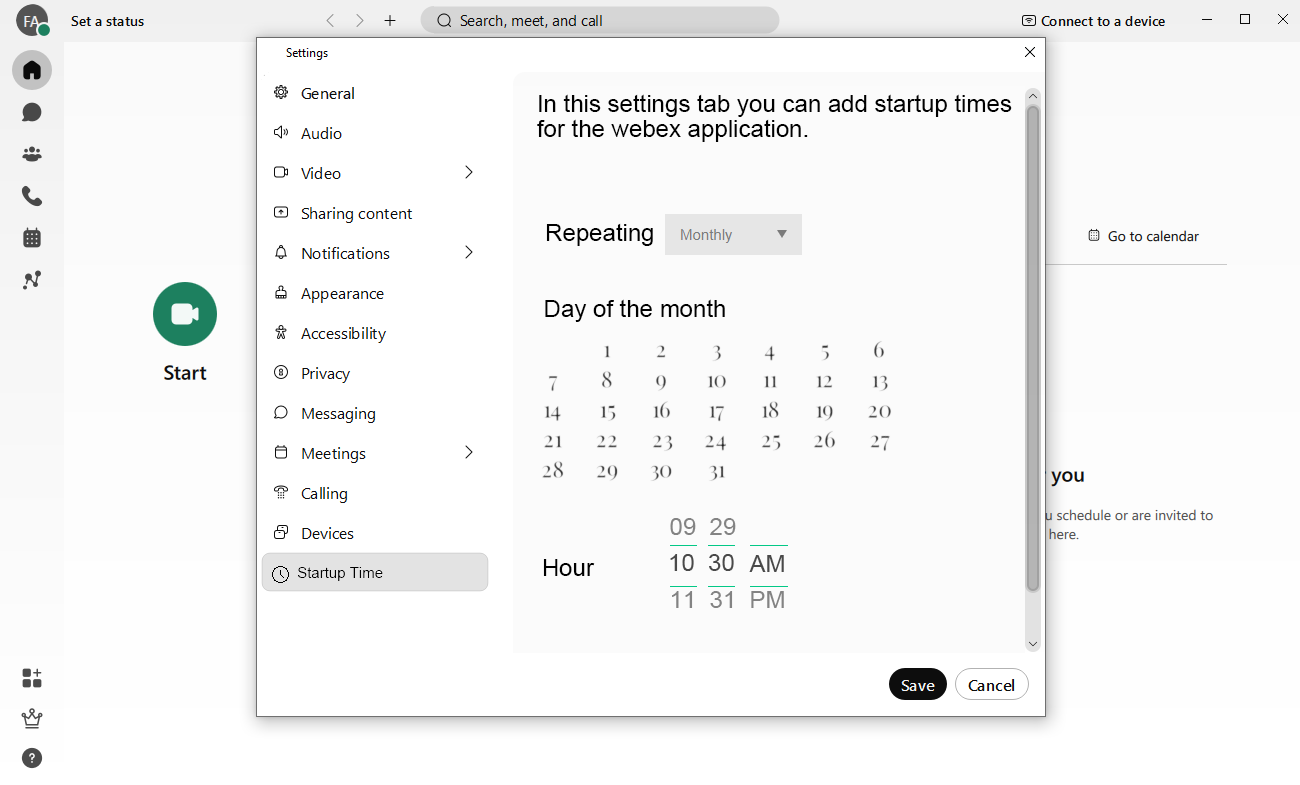 FA
Set a status
Search, meet, and call
Connect to a device
Settings
General
Audio
Video
Sharing content
Notifications
Appearance
Accessibility
Privacy
Messaging
Meetings
Calling
Devices
Startup Time
In this settings tab you can add startup times
for the webex application.
Repeating Monthly
Day of the month
1 2 3 4 5 6
7 8 9 10 11 12 13
14 15 16 17 18 19 20
21 22 23 24 25 26 27
28 29 30 31
09 29
Hour 10 30 AM
11 31 PM
Save Cancel
Start
Go to calendar
you
schedule or are invited to
here.
?